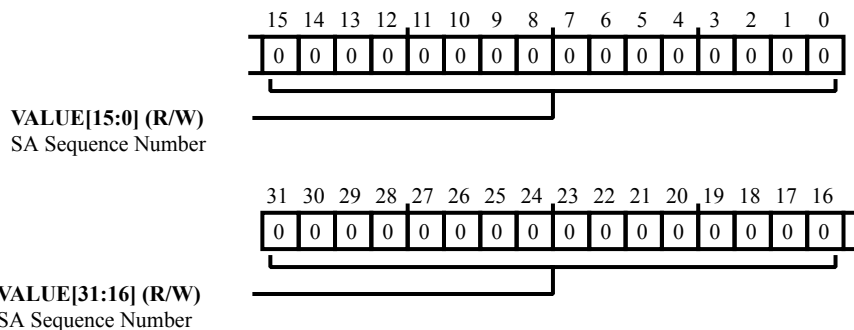 15 14 13 12 11 10 9 8 7 6 5 4 3 2 1 0
0 0 0 0 0 0 0 0 0 0 0 0 0 0 0 0
VALUE[15:0] (R/W)
SA Sequence Number
31 30 29 28 27 26 25 24 23 22 21 20 19 18 17 16
0 0 0 0 0 0 0 0 0 0 0 0 0 0 0 0
VALUE[31:16] (R/W)
SA Sequence Number